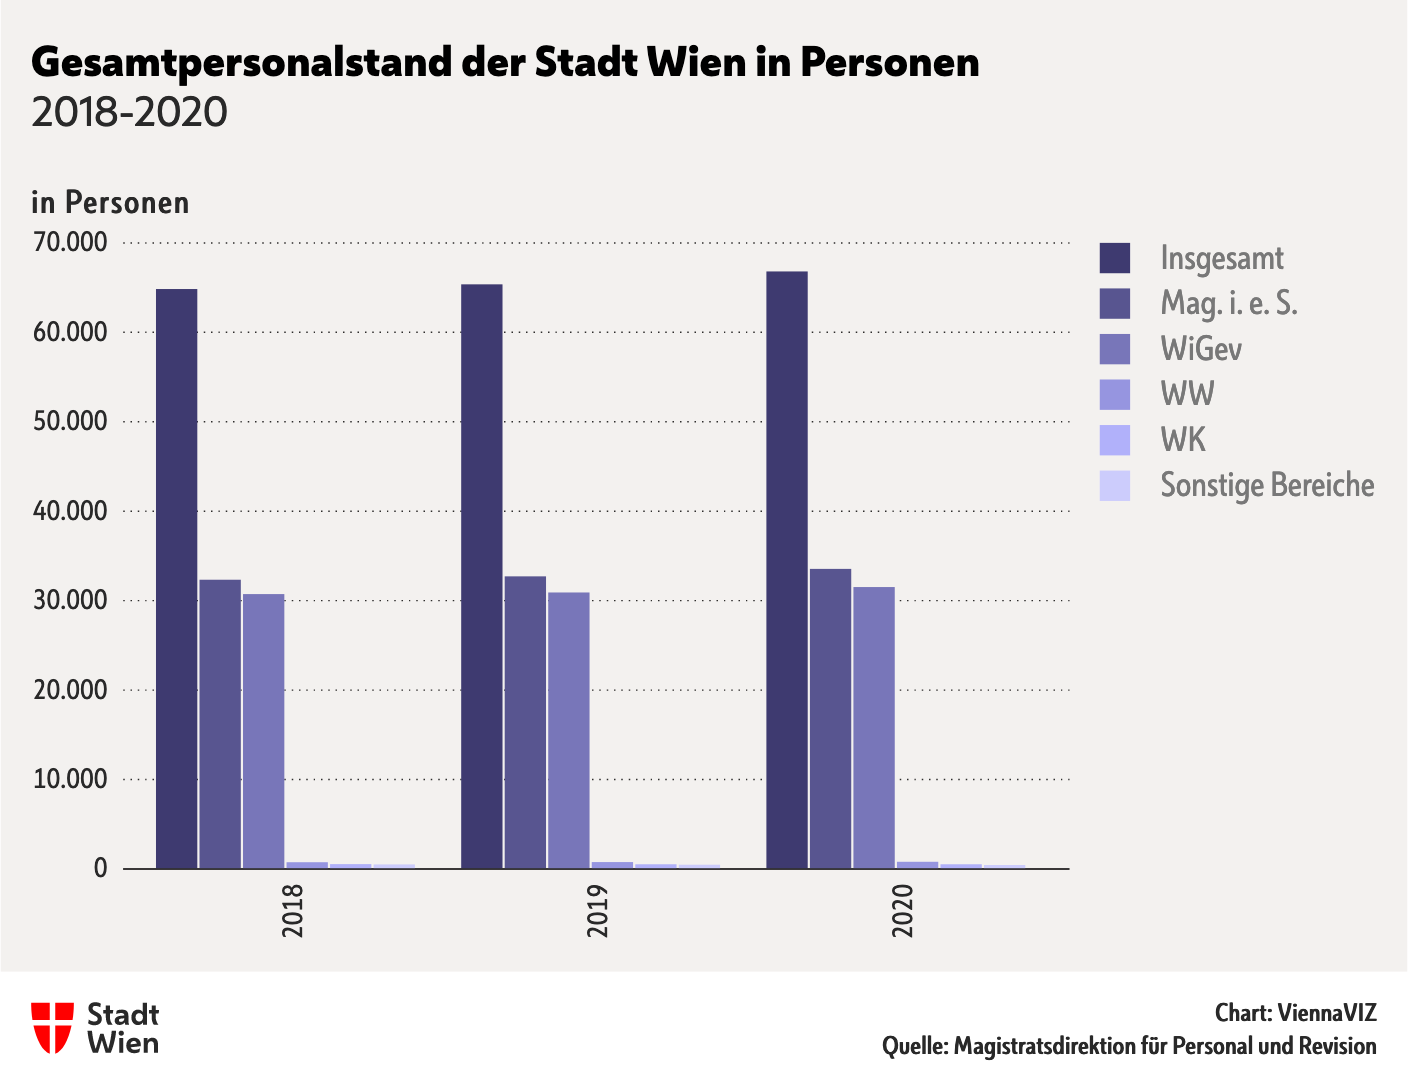 Gesamtpersonalstand der Stadt Wien in Personen
2018-2020
in Personen
70.000
60.000
50.000
40.000
30.000
20.000
10.000
0
2018
2019
2020
Insgesamt
Mag. i. e. S.
WiGev
WW
WK
Sonstige Bereiche
Stadt
Wien
Chart: ViennaVIZ
Quelle: Magistratsdirektion für Personal und Revision